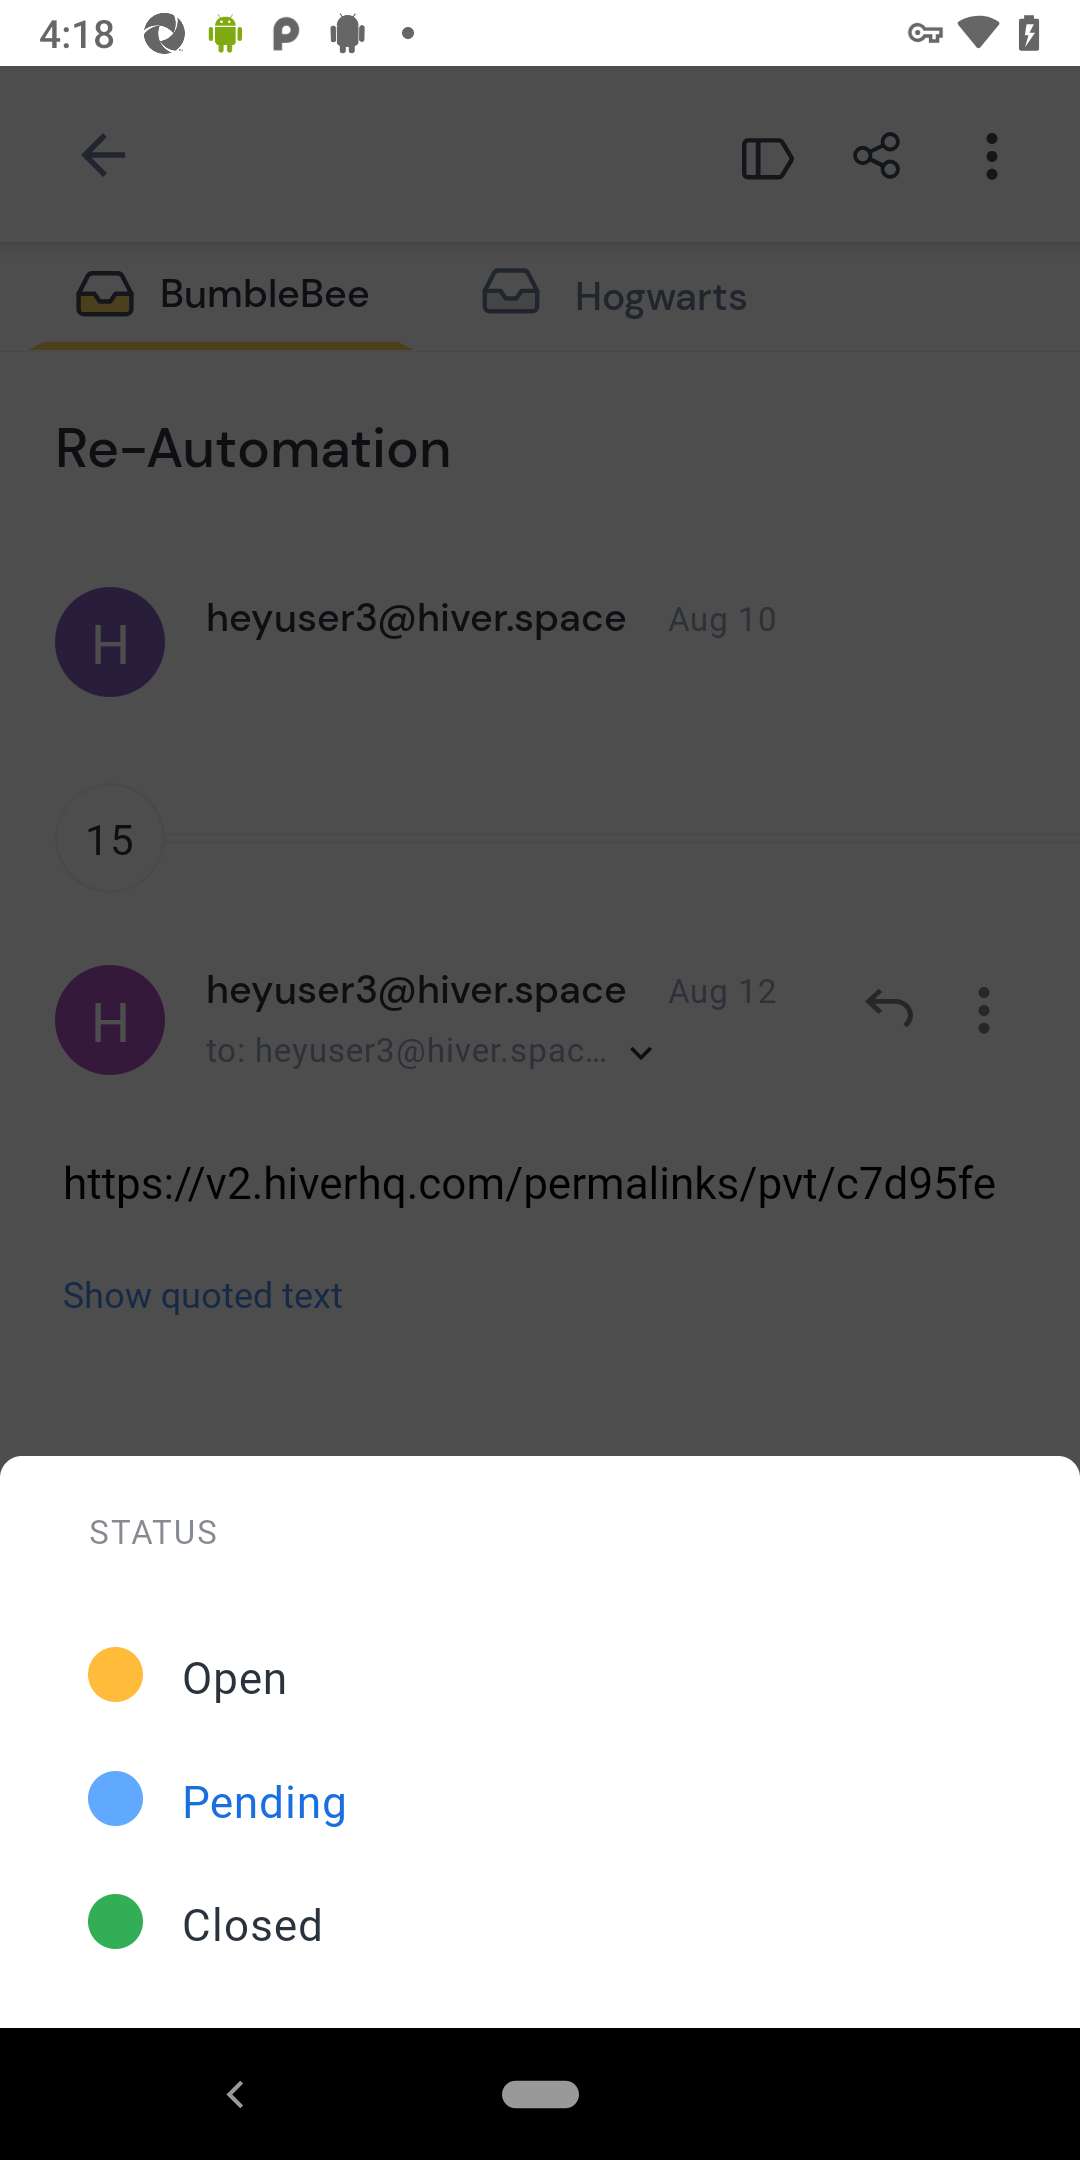 4:18
BumbleBee
Hogwarts
Re-Automation
H
heyuser3@hiver.space Aug 10
15
H
heyuser3@hiver.space Aug 12
to: heyuser3@hiver.spac...
https://v2.hiverhq.com/permalinks/pvt/c7d95fe
Show quoted text
STATUS
Open
Pending
Closed